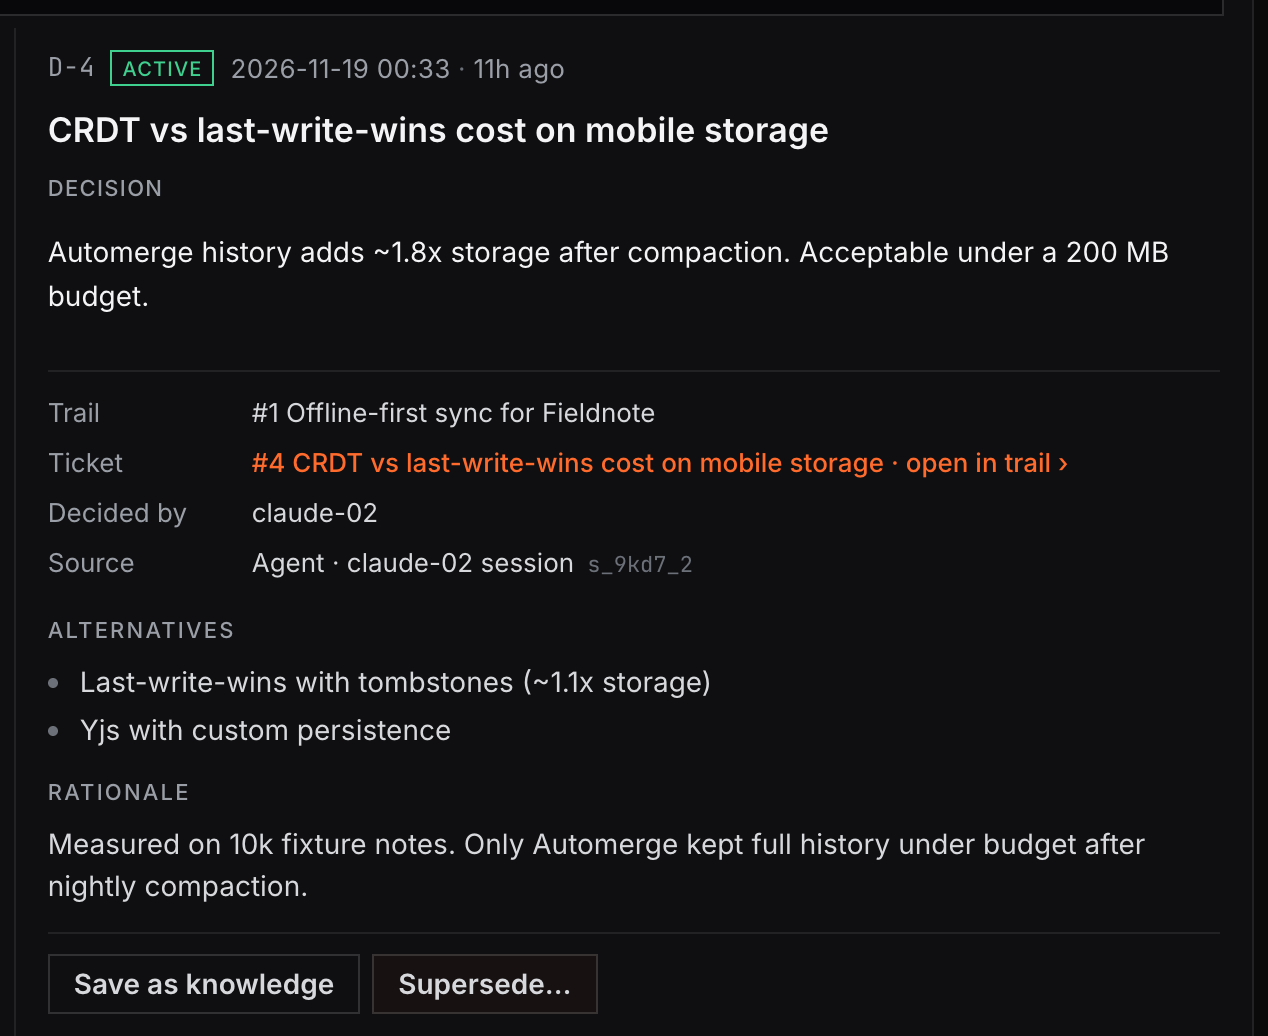 D-4 ACTIVE 2026-11-19 00:33 · 11h ago
CRDT vs last-write-wins cost on mobile storage
DECISION
Automerge history adds ~1.8x storage after compaction. Acceptable under a 200 MB
budget.
Trail #1 Offline-first sync for Fieldnote
Ticket #4 CRDT vs last-write-wins cost on mobile storage · open in trail ›
Decided by claude-02
Source Agent · claude-02 session s_9kd7_2
ALTERNATIVES
• Last-write-wins with tombstones (~1.1x storage)
• Yjs with custom persistence
RATIONALE
Measured on 10k fixture notes. Only Automerge kept full history under budget after
nightly compaction.
Save as knowledge Supersede...